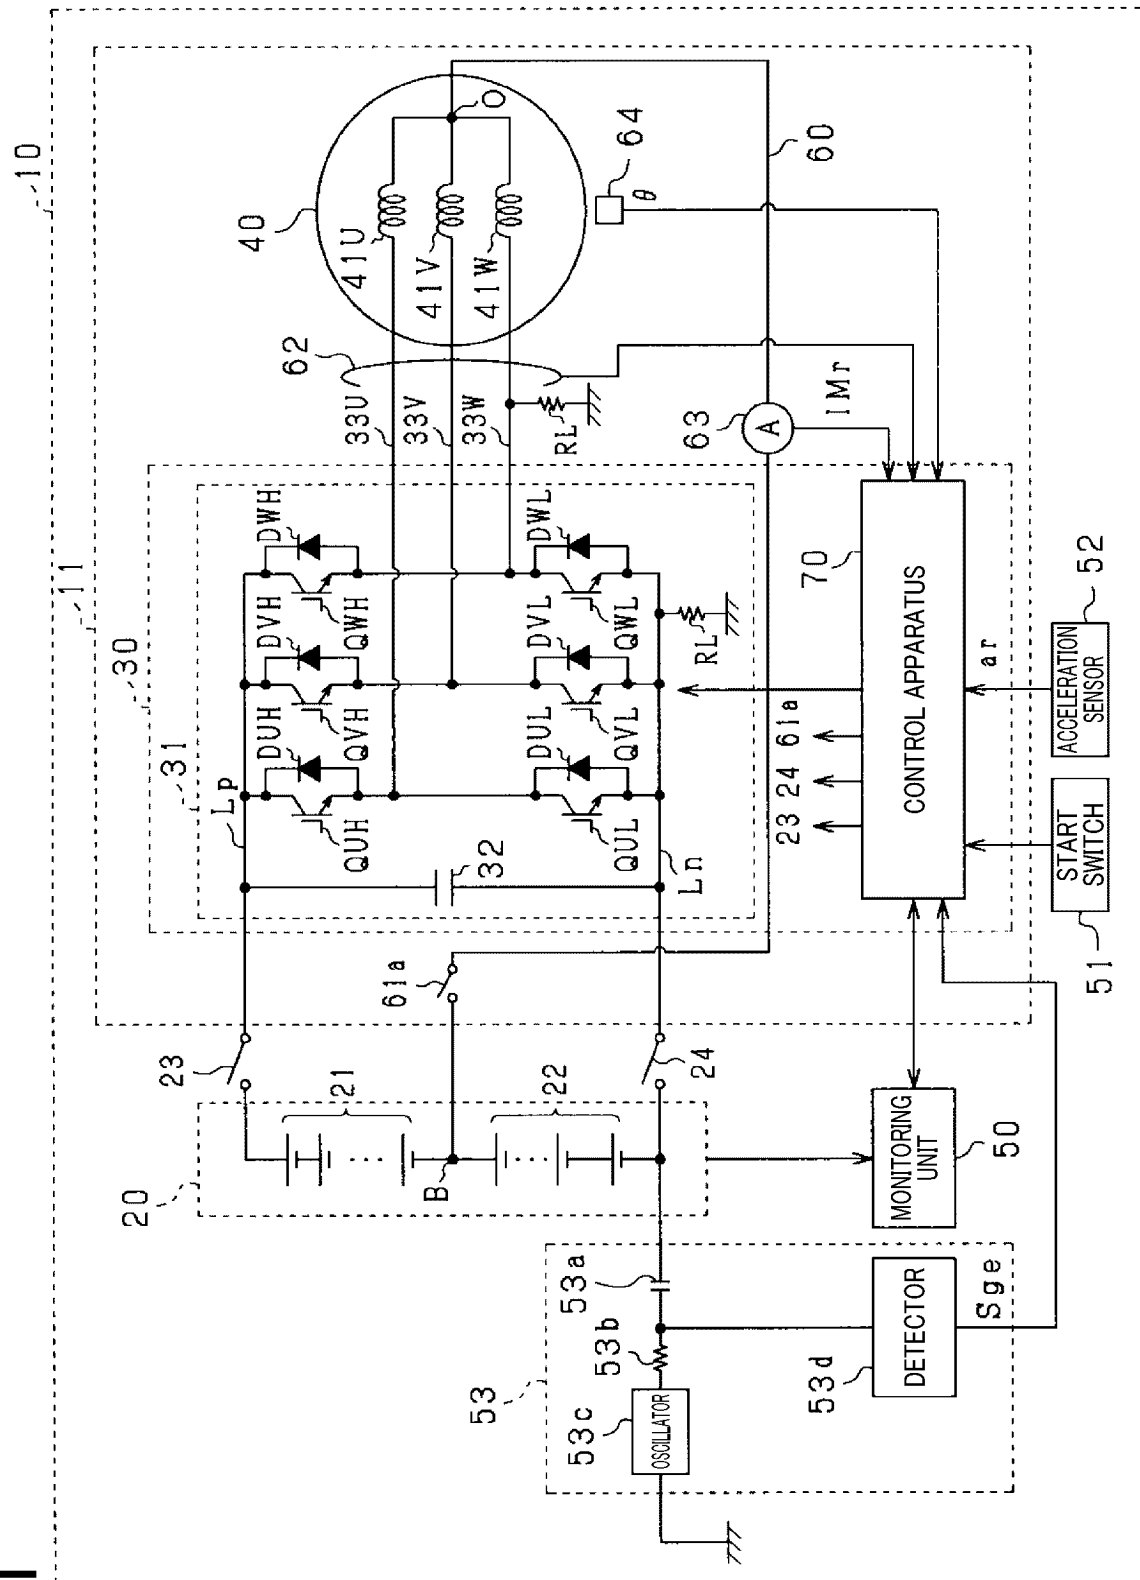 10
11
30
31
Lp
DUH
DVH
DWH
QUH
QVH
QWH
32
DUL
DVL
DWL
QUL
QVL
QWL
Ln
RL
33U
33V
33W
RL
62
40
41U
41V
41W
O
64
θ
60
63
A
IMr
23
21
20
B
22
24
61a
23
24
61a
70
CONTROL APPARATUS
ar
51
START
SWITCH
52
ACCELERATION
SENSOR
MONITORING
UNIT
50
53
53a
53b
53c
OSCILLATOR
53d
DETECTOR
Sge